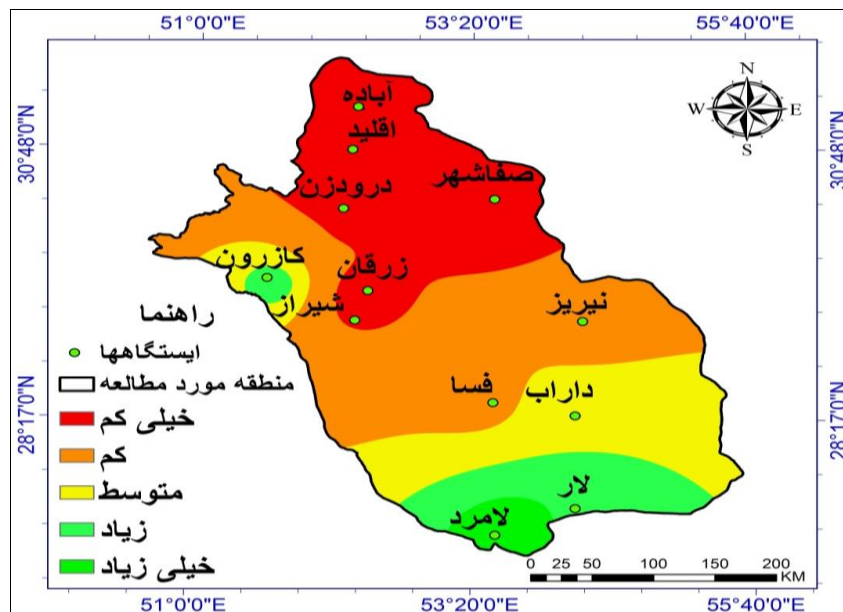 51°0'0"E 53°20'0"E 55°40'0"E
N
W E
S
30°48'0"N 30°48'0"N
آباده
اقلید
صفاشهر
درودزن
کازرون
زرقان
شیراز
نیریز
فسا
داراب
لار
لامرد
28°17'0"N 28°17'0"N
راهنما
ایستگاهها
منطقه مورد مطالعه
خیلی کم
کم
متوسط
زیاد
خیلی زیاد
0 25 50 100 150 200
KM
51°0'0"E 53°20'0"E 55°40'0"E